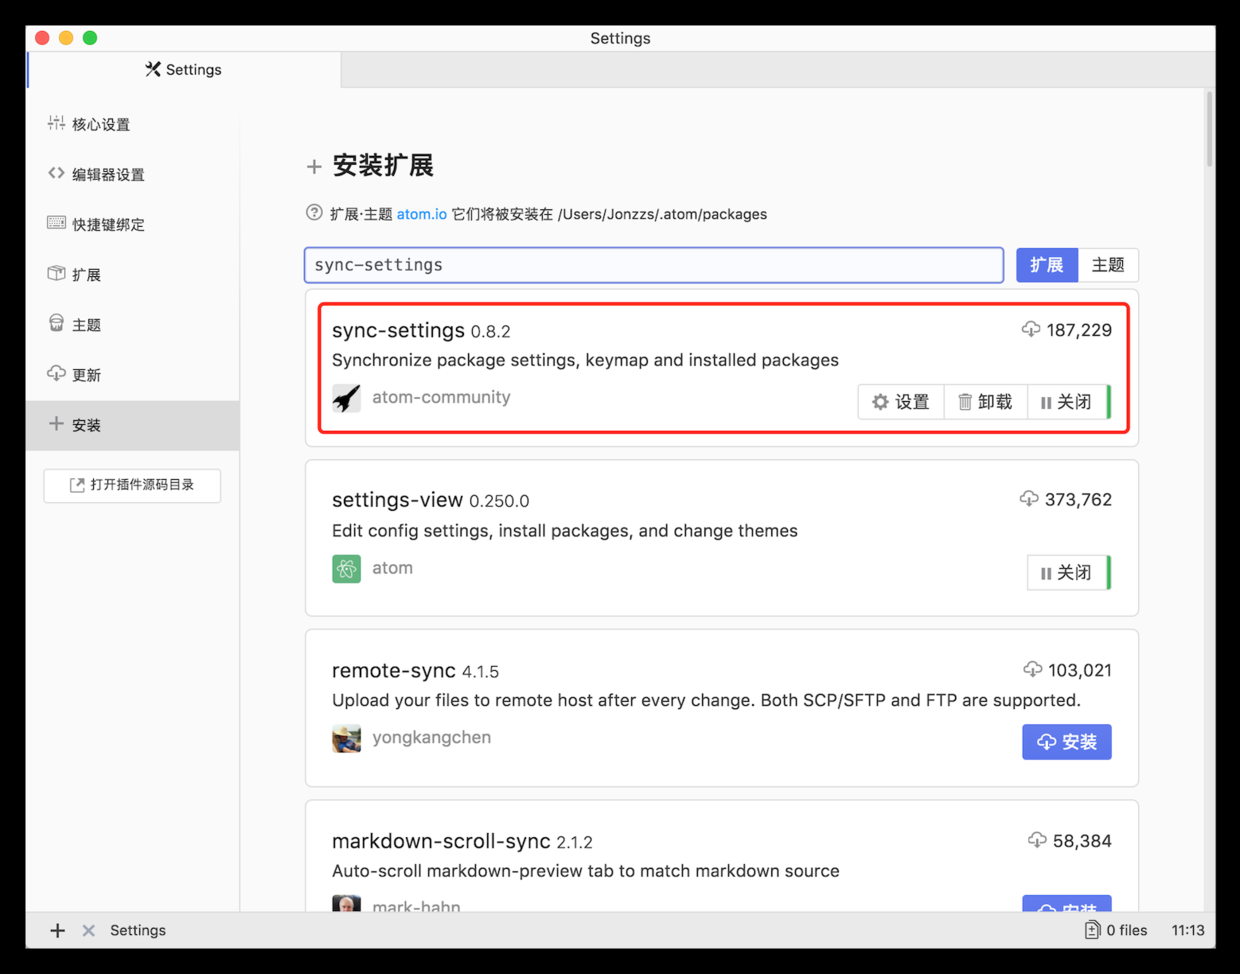 Settings
Settings
核心设置
编辑器设置
快捷键绑定
扩展
主题
更新
安装
打开插件源码目录
安装扩展
扩展·主题 atom.io 它们将被安装在 /Users/Jonzzs/.atom/packages
sync-settings
扩展 主题
sync-settings 0.8.2 187,229
Synchronize package settings, keymap and installed packages
atom-community
设置 卸载 关闭
settings-view 0.250.0 373,762
Edit config settings, install packages, and change themes
atom
关闭
remote-sync 4.1.5 103,021
Upload your files to remote host after every change. Both SCP/SFTP and FTP are supported.
yongkangchen
安装
markdown-scroll-sync 2.1.2 58,384
Auto-scroll markdown-preview tab to match markdown source
mark-hahn
安装
Settings 0 files 11:13